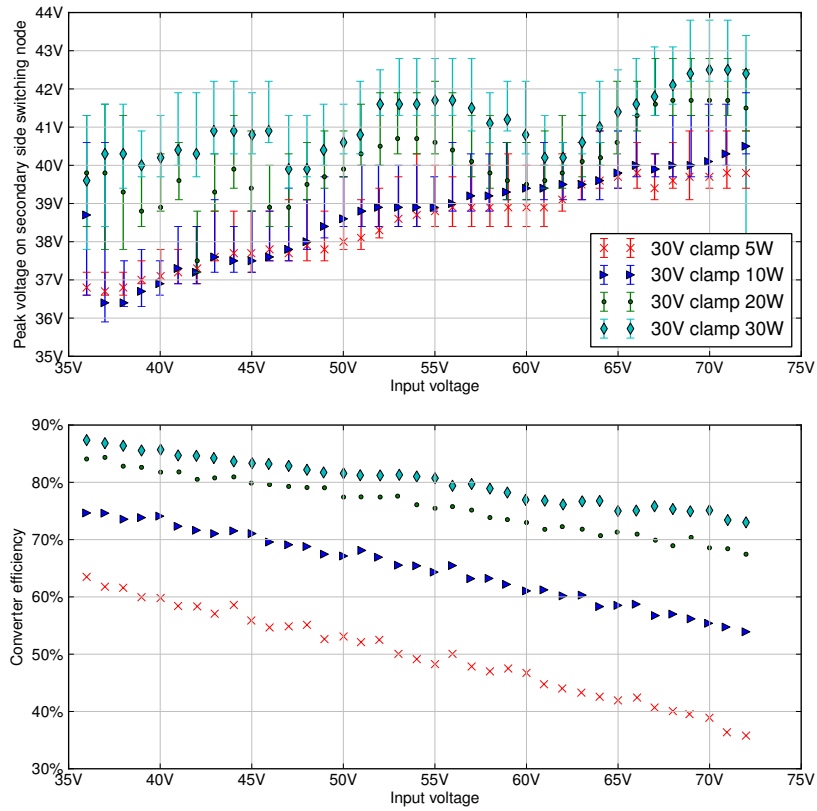 44V
43V
42V
41V
40V
39V
38V
37V
36V
35V
Peak voltage on secondary side switching node
30V clamp 5W
30V clamp 10W
30V clamp 20W
30V clamp 30W
35V 40V 45V 50V 55V 60V 65V 70V 75V
Input voltage
90%
80%
70%
60%
50%
40%
30%
Converter efficiency
35V 40V 45V 50V 55V 60V 65V 70V 75V
Input voltage